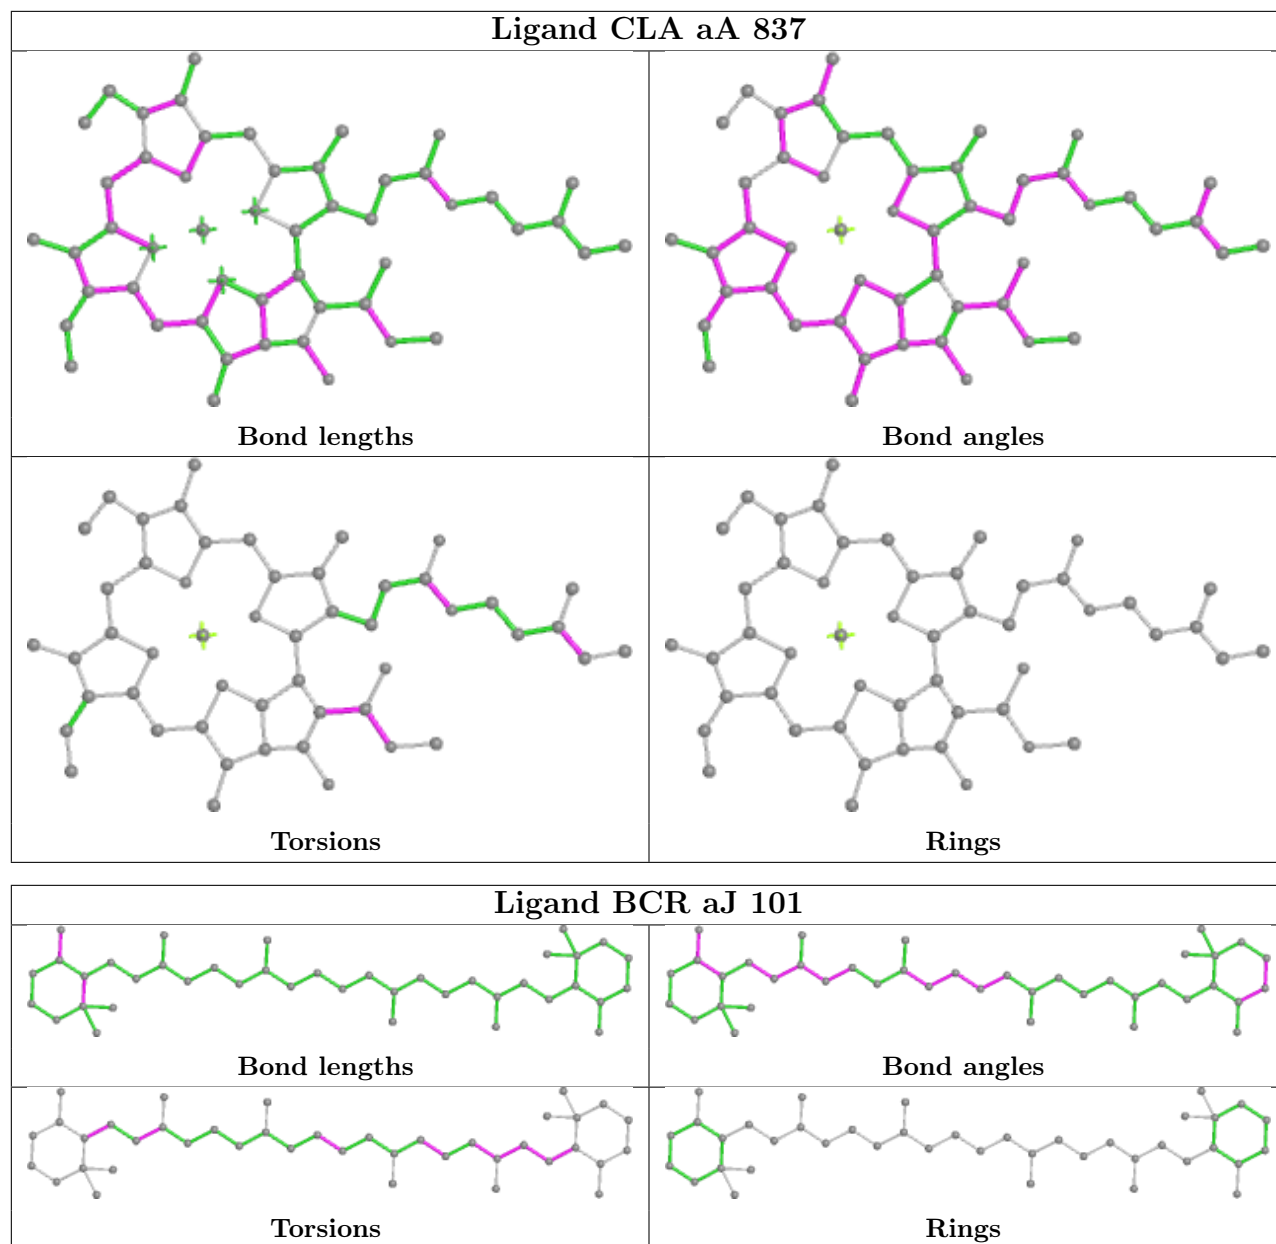 Ligand CLA aA 837
Bond lengths
Bond angles
Torsions
Rings
Ligand BCR aJ 101
Bond lengths
Bond angles
Torsions
Rings